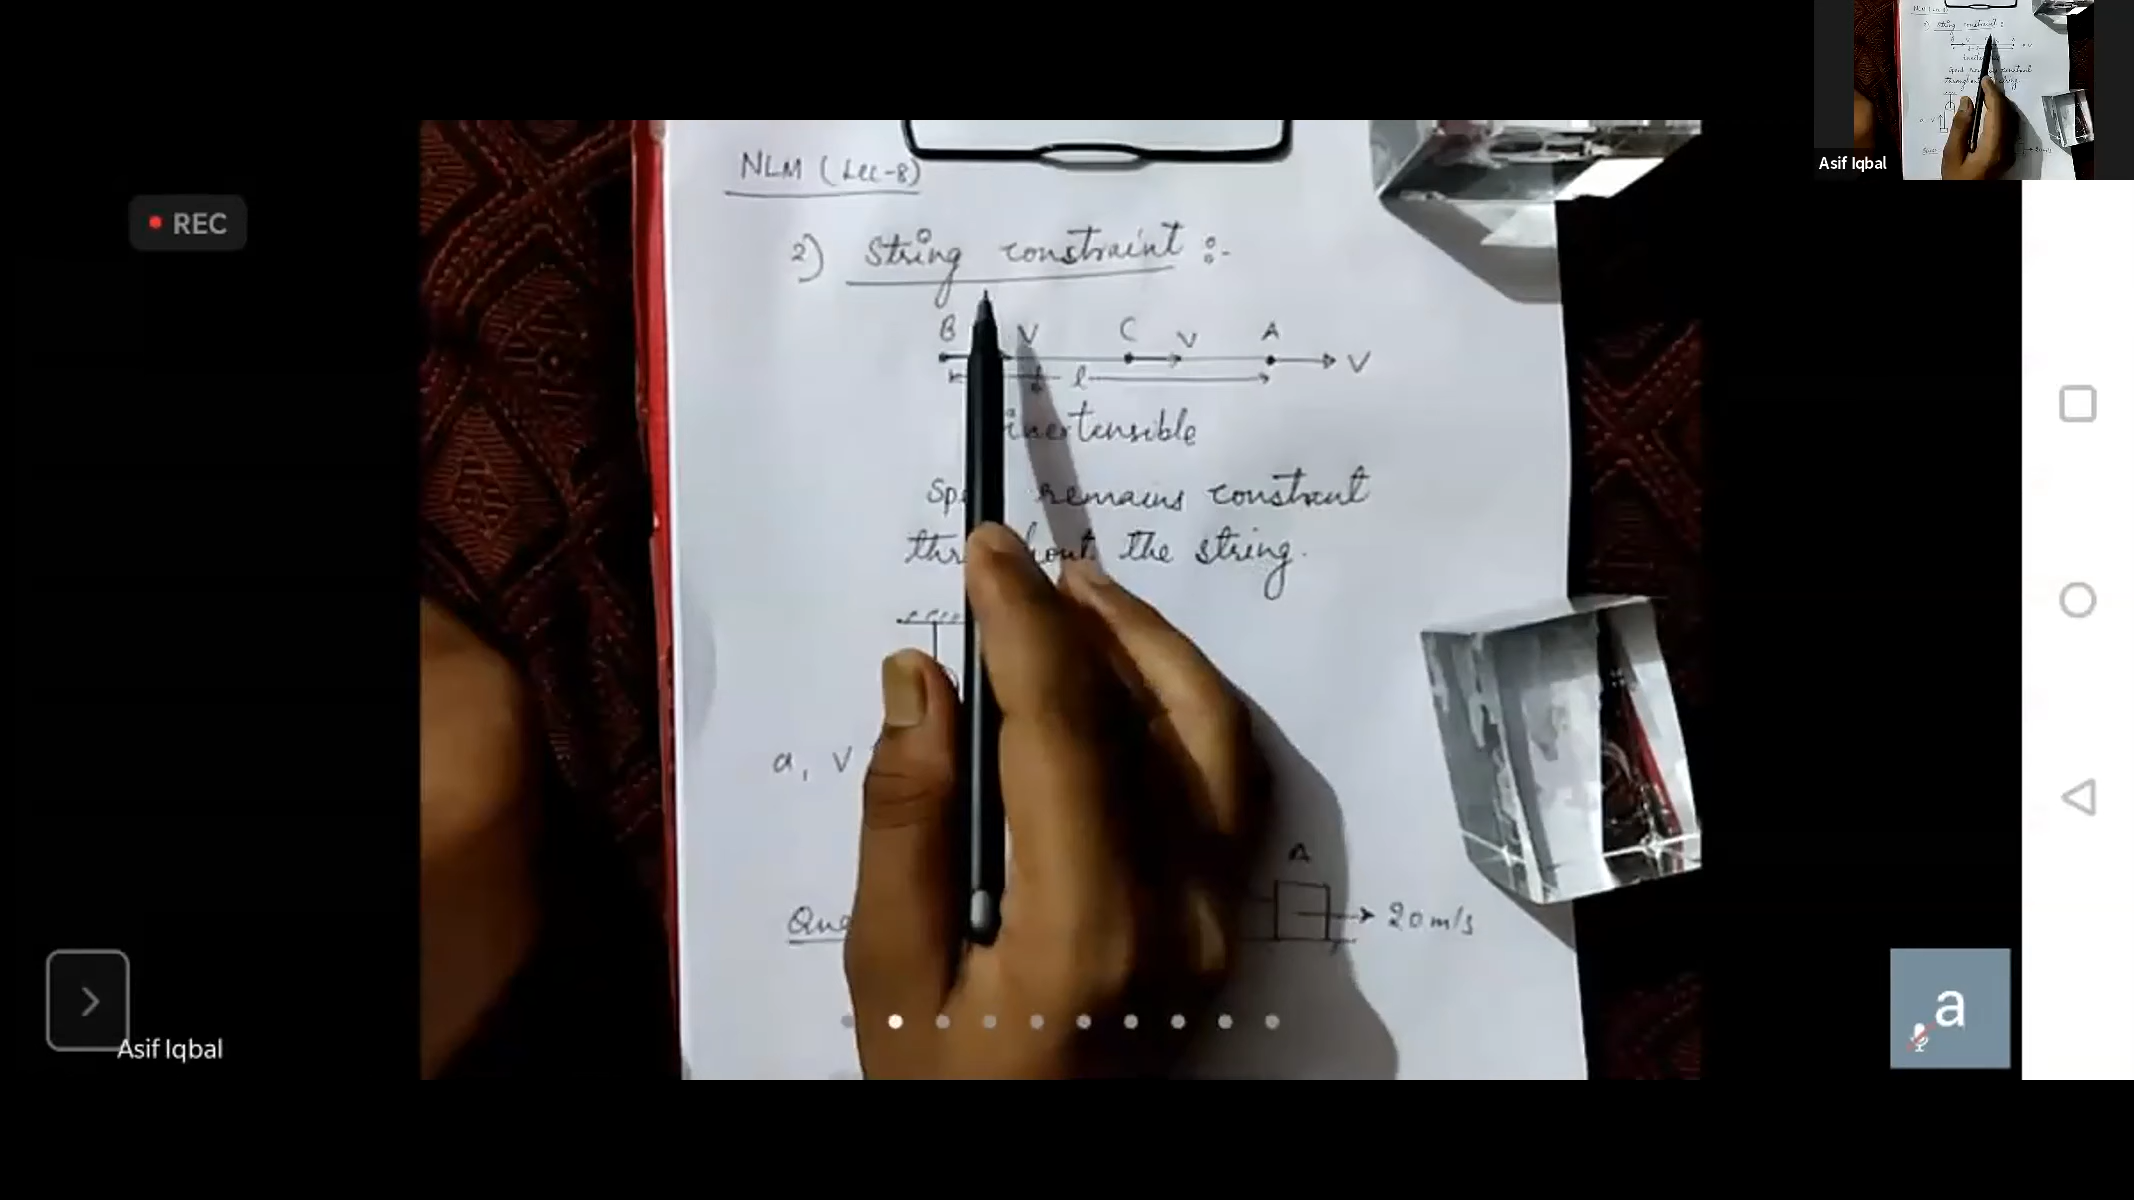 Asif Iqbal
REC
NLM (Lec-8)
2) String constraint :-
B V C V A V
l
inextensible
remains constant
the string.
a, V
A
20 m/s
Asif Iqbal
a